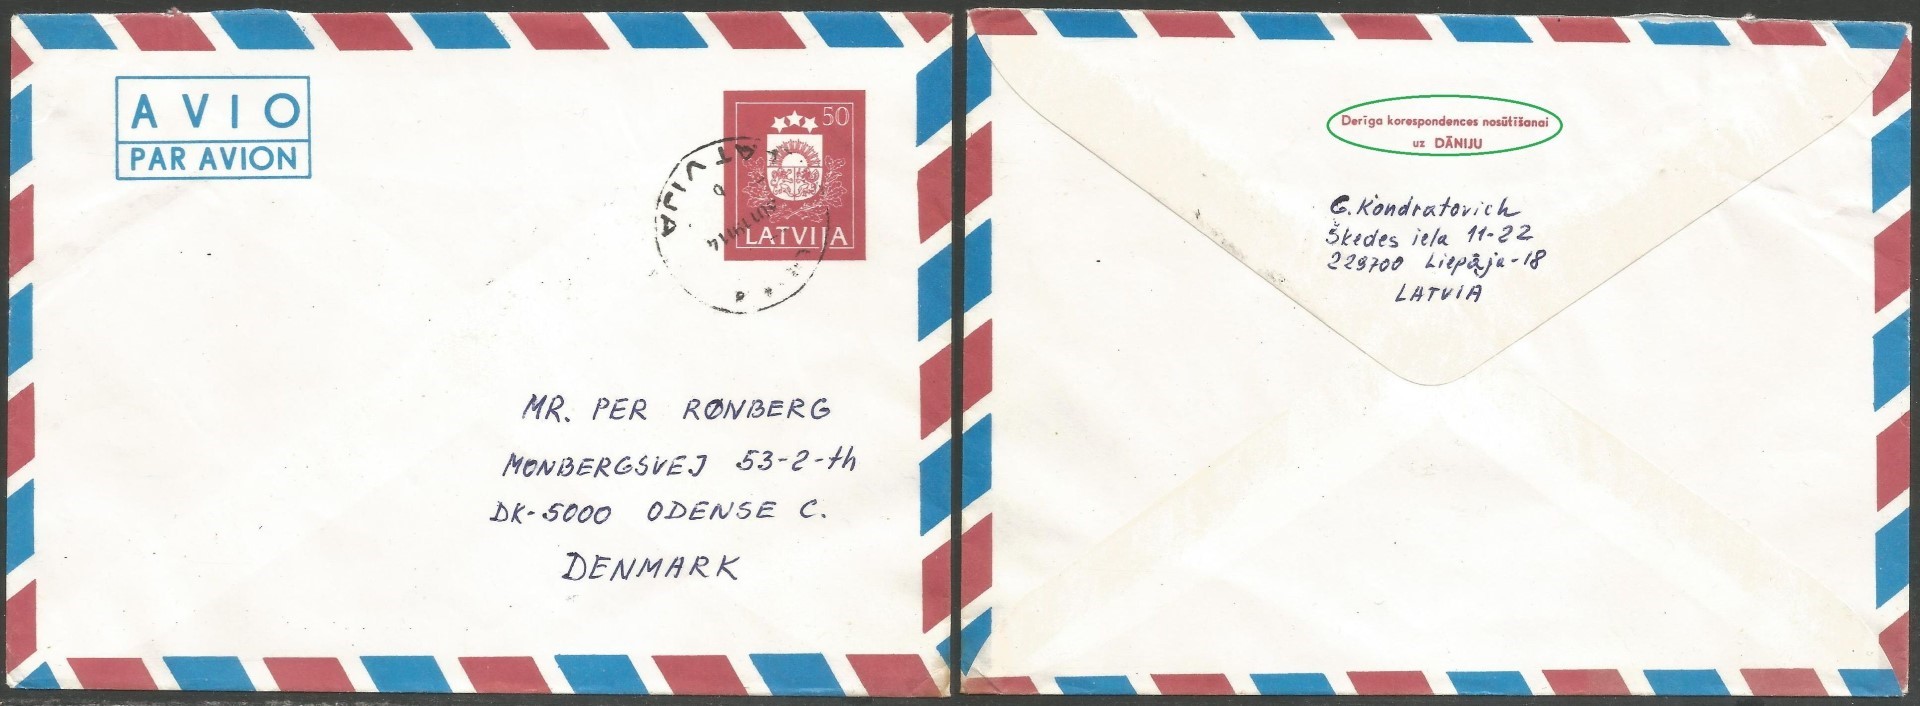 AVIO
PAR AVION
50
LATVIJA
LATVIJA
MR. PER RØNBERG
MONBERGSVEJ 53-2-th
DK-5000 ODENSE C.
DENMARK
Derīga korespondences nosūtīšanai
uz DĀNIJU
G. Kondratovich
Šķēdes iela 11-22
229700 Liepāja-18
LATVIA